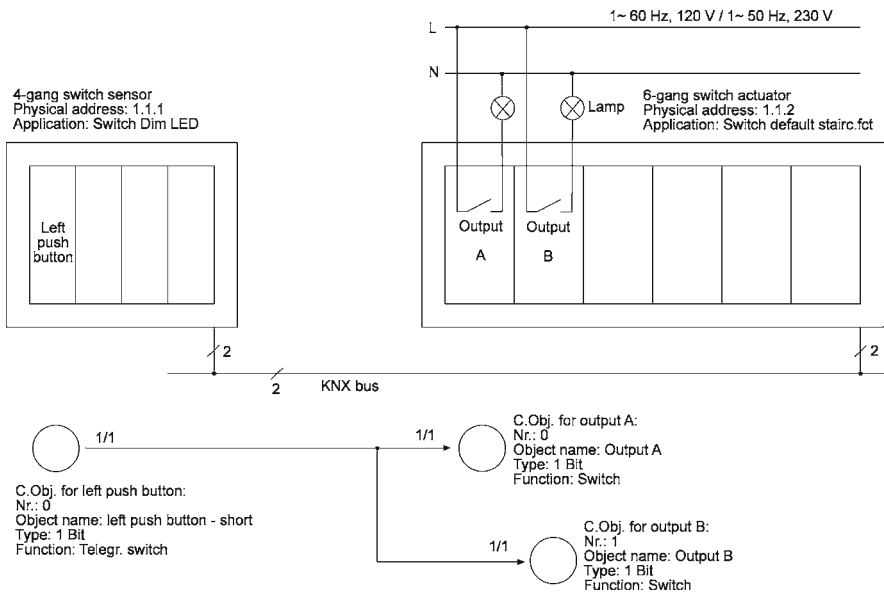 1~ 60 Hz, 120 V / 1~ 50 Hz, 230 V
L
N
4-gang switch sensor
Physical address: 1.1.1
Application: Switch Dim LED
Lamp
6-gang switch actuator
Physical address: 1.1.2
Application: Switch default stairc.fct
Left
push
button
Output
A
Output
B
2
2
2
KNX bus
1/1
1/1
C.Obj. for output A:
Nr.: 0
Object name: Output A
Type: 1 Bit
Function: Switch
C.Obj. for left push button:
Nr.: 0
Object name: left push button - short
Type: 1 Bit
Function: Telegr. switch
1/1
C.Obj. for output B:
Nr.: 1
Object name: Output B
Type: 1 Bit
Function: Switch